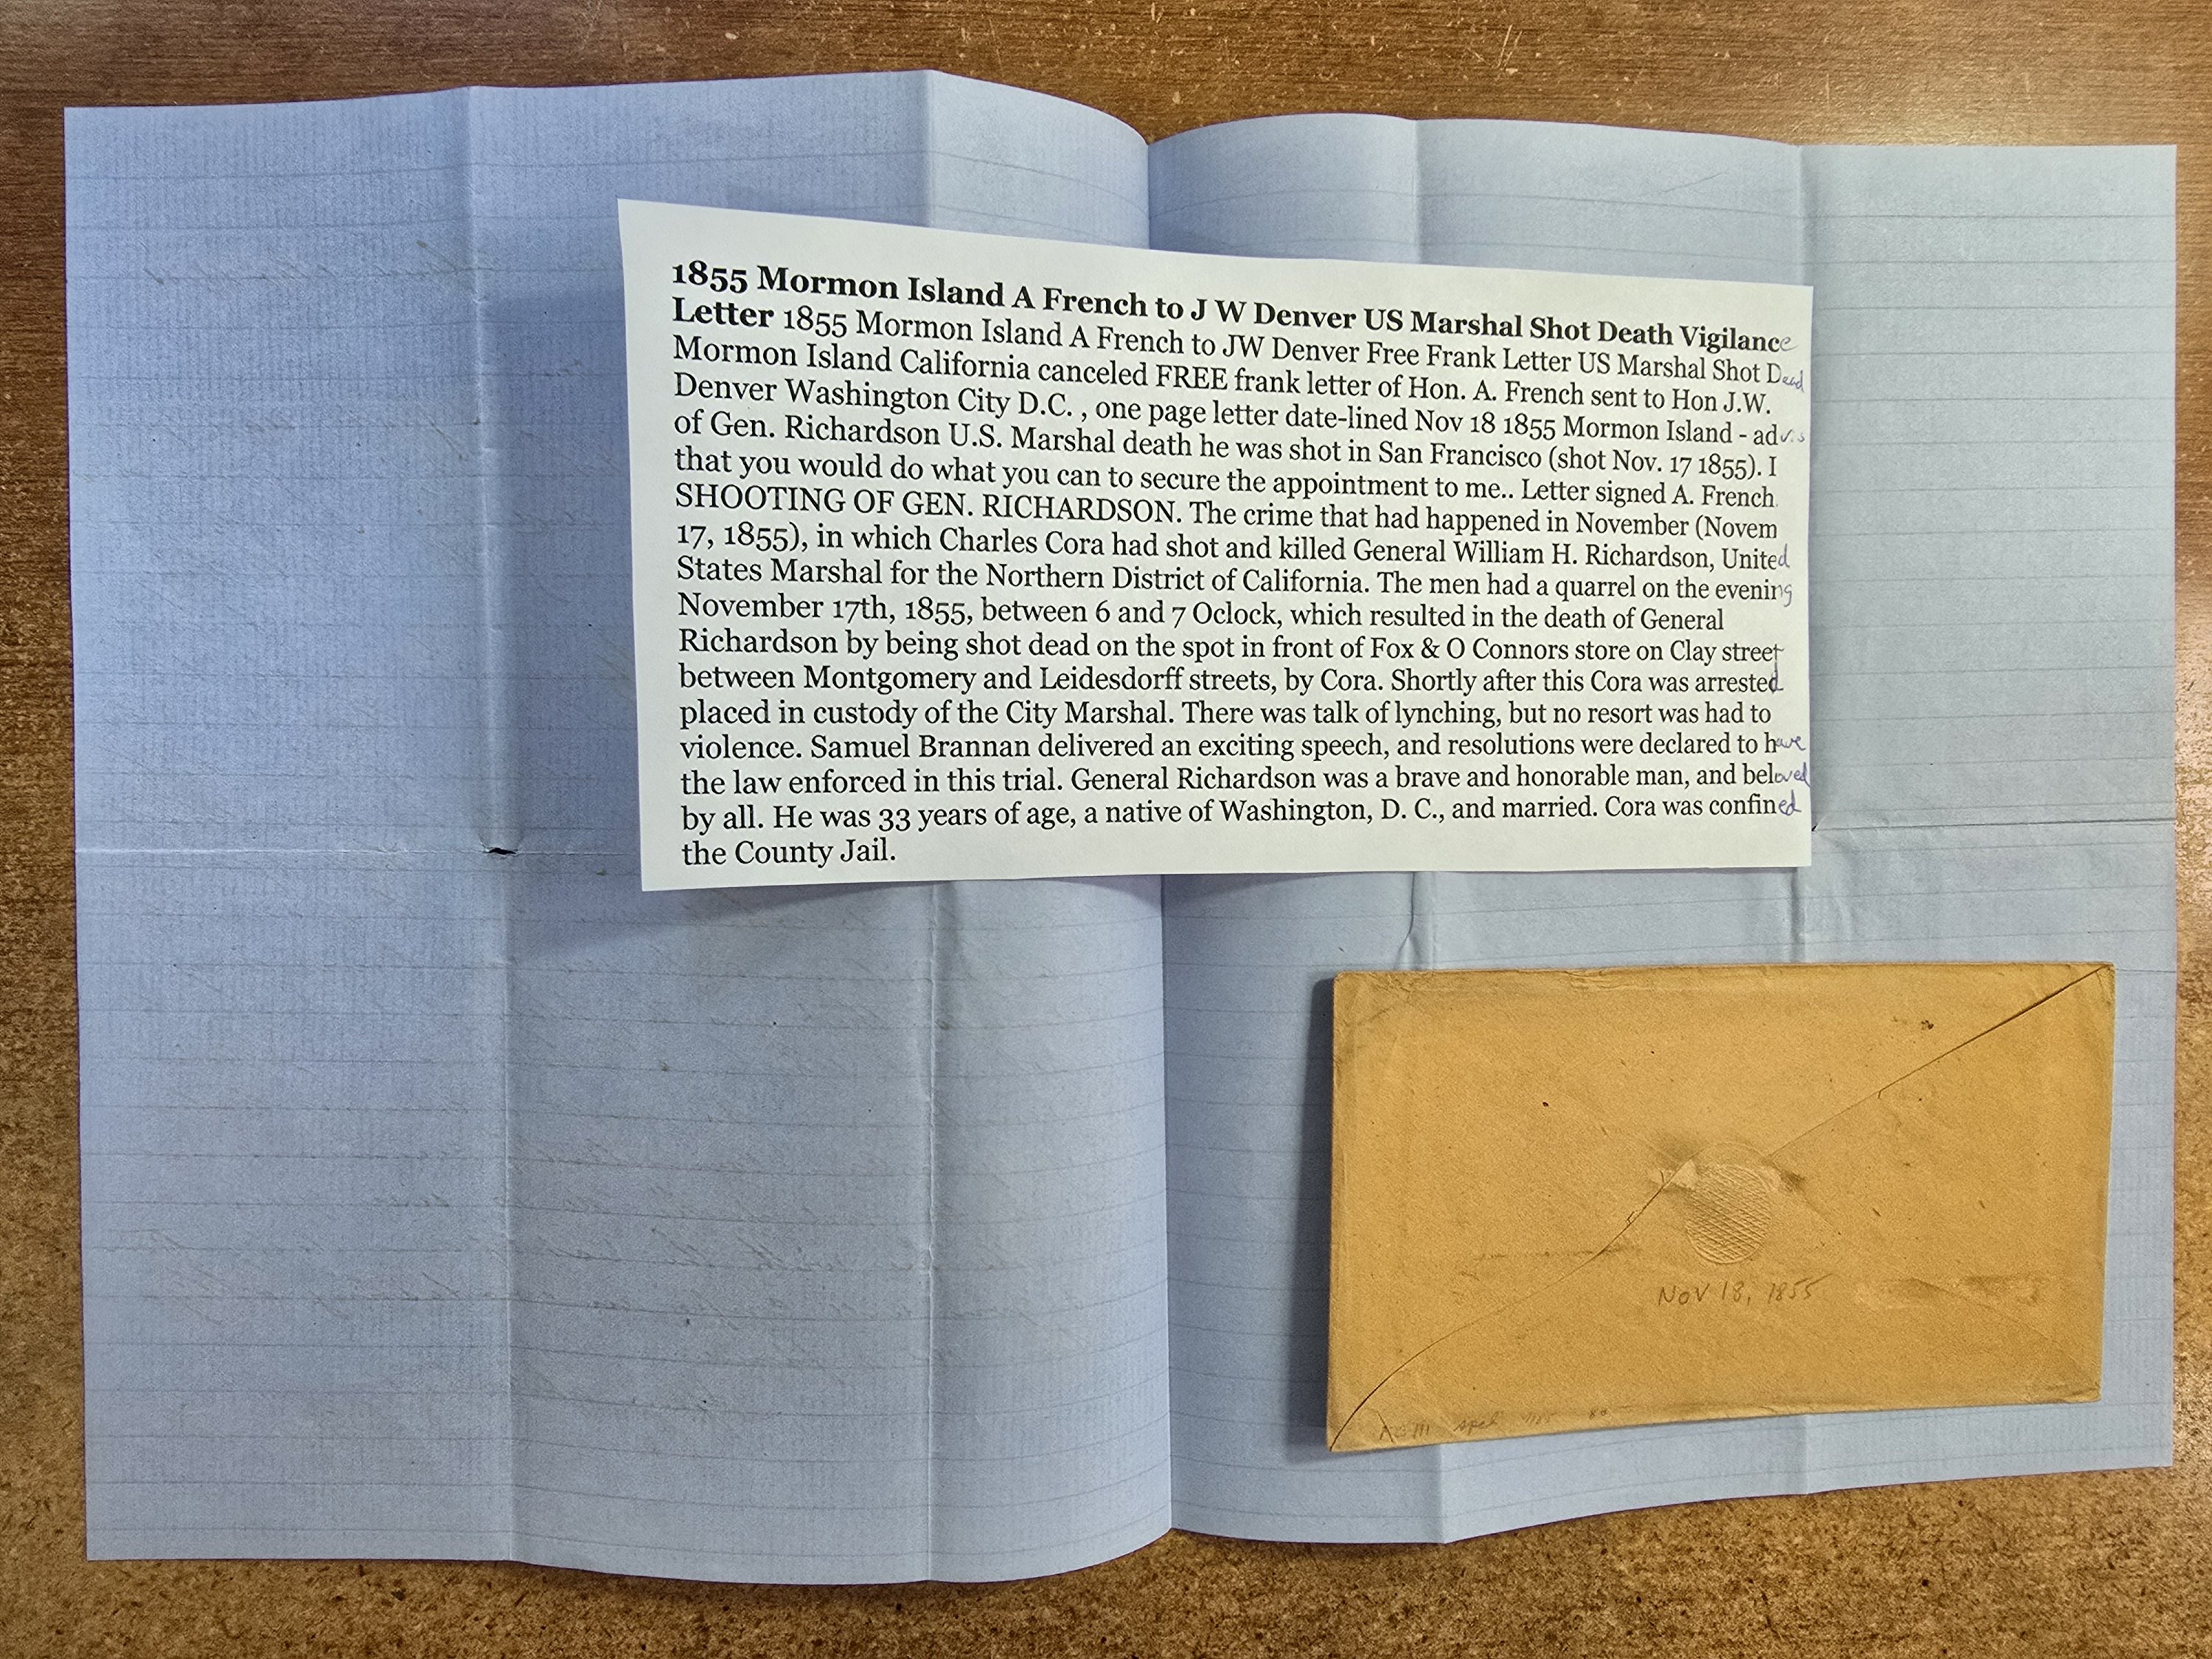 1855 Mormon Island A French to J W Denver US Marshal Shot Death Vigilance
Letter 1855 Mormon Island A French to JW Denver Free Frank Letter US Marshal Shot Dead
Mormon Island California canceled FREE frank letter of Hon. A. French sent to Hon J.W.
Denver Washington City D.C. , one page letter date-lined Nov 18 1855 Mormon Island - advis
of Gen. Richardson U.S. Marshal death he was shot in San Francisco (shot Nov. 17 1855). I
that you would do what you can to secure the appointment to me.. Letter signed A. French
SHOOTING OF GEN. RICHARDSON. The crime that had happened in November (Novem
17, 1855), in which Charles Cora had shot and killed General William H. Richardson, United
States Marshal for the Northern District of California. The men had a quarrel on the evening
November 17th, 1855, between 6 and 7 Oclock, which resulted in the death of General
Richardson by being shot dead on the spot in front of Fox & O Connors store on Clay street
between Montgomery and Leidesdorff streets, by Cora. Shortly after this Cora was arrested
placed in custody of the City Marshal. There was talk of lynching, but no resort was had to
violence. Samuel Brannan delivered an exciting speech, and resolutions were declared to have
the law enforced in this trial. General Richardson was a brave and honorable man, and beloved
by all. He was 33 years of age, a native of Washington, D. C., and married. Cora was confined
the County Jail.
NOV 18, 1855